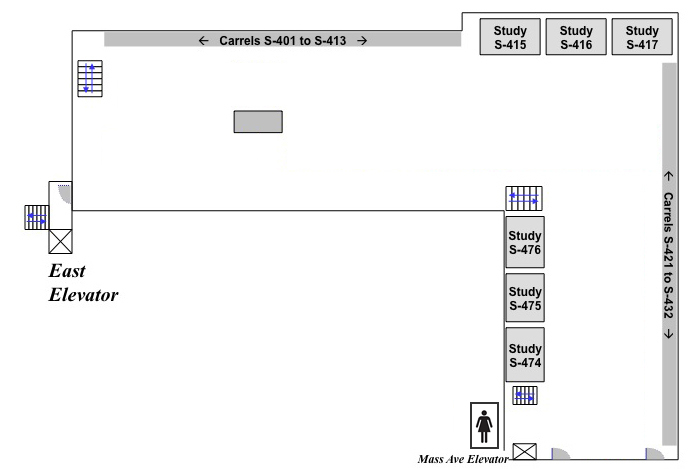 ← Carrels S-401 to S-413 →
Study
S-415
Study
S-416
Study
S-417
← Carrels S-421 to S-432 →
Study
S-476
Study
S-475
Study
S-474
East
Elevator
Mass Ave Elevator